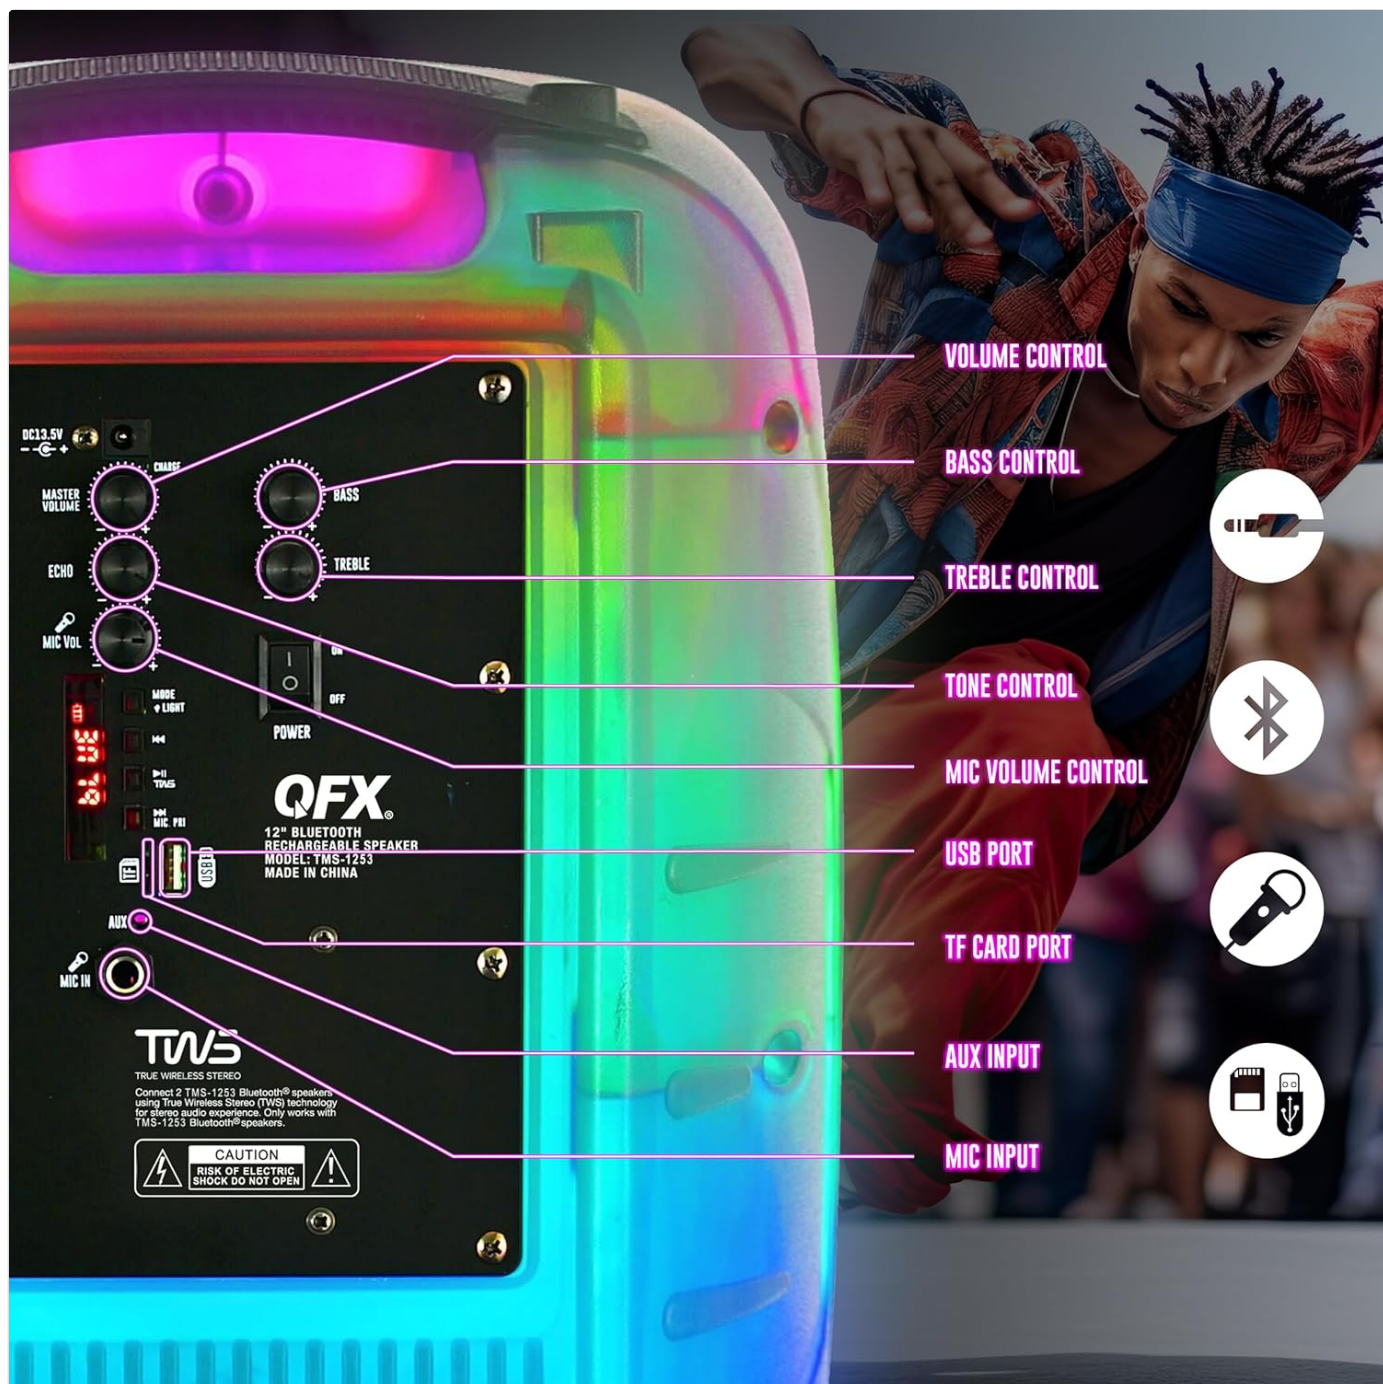 DC13.5V
CHARGE
MASTER
VOLUME
BASS
ECHO
TREBLE
MIC VOL
ON
OFF
POWER
MODE
LIGHT
TWS
MIC. PRI
QFX®
12" BLUETOOTH
RECHARGEABLE SPEAKER
MODEL: TMS-1253
MADE IN CHINA
TF
USB
AUX
MIC IN
TWS
TRUE WIRELESS STEREO
Connect 2 TMS-1253 Bluetooth® speakers
using True Wireless Stereo (TWS) technology
for stereo audio experience. Only works with
TMS-1253 Bluetooth® speakers.
CAUTION
RISK OF ELECTRIC
SHOCK DO NOT OPEN
VOLUME CONTROL
BASS CONTROL
TREBLE CONTROL
TONE CONTROL
MIC VOLUME CONTROL
USB PORT
TF CARD PORT
AUX INPUT
MIC INPUT